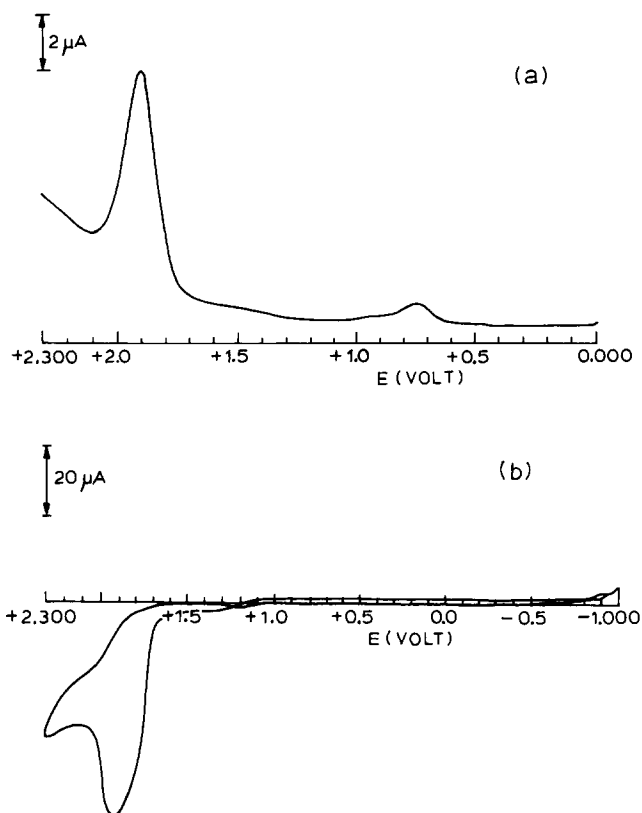 2 μA
(a)
+2.300 +2.0 +1.5 +1.0 +0.5 0.000
E (VOLT)
20 μA
(b)
+2.300 +1.5 +1.0 +0.5 0.0 -0.5 -1.000
E (VOLT)